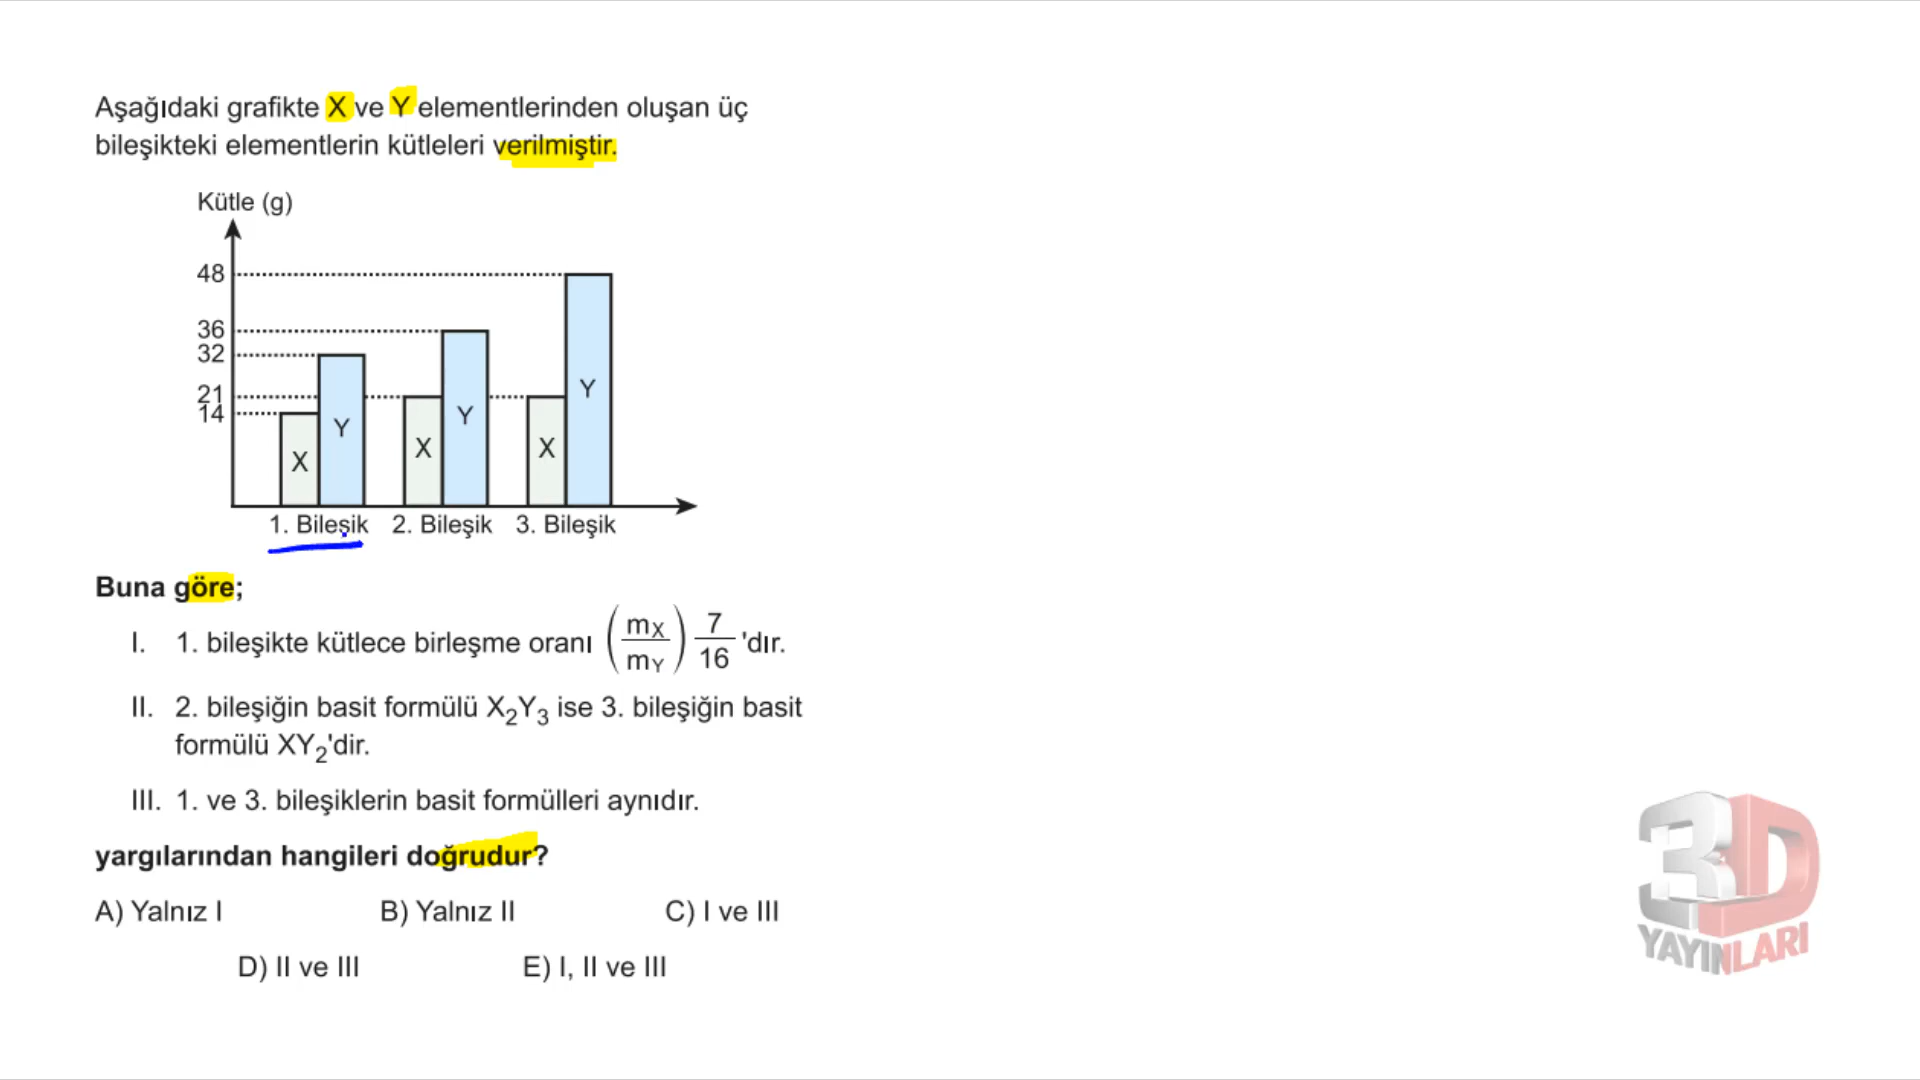 Aşağıdaki grafikte X ve Y elementlerinden oluşan üç
bileşikteki elementlerin kütleleri verilmiştir.
Kütle (g)
48
36
32
21
14
X Y X Y X Y
1. Bileşik 2. Bileşik 3. Bileşik
Buna göre;
I. 1. bileşikte kütlece birleşme oranı (mX/mY) 7/16 'dır.
II. 2. bileşiğin basit formülü X₂Y₃ ise 3. bileşiğin basit
formülü XY₂'dir.
III. 1. ve 3. bileşiklerin basit formülleri aynıdır.
yargılarından hangileri doğrudur?
A) Yalnız I B) Yalnız II C) I ve III
D) II ve III E) I, II ve III
3D
YAYINLARI